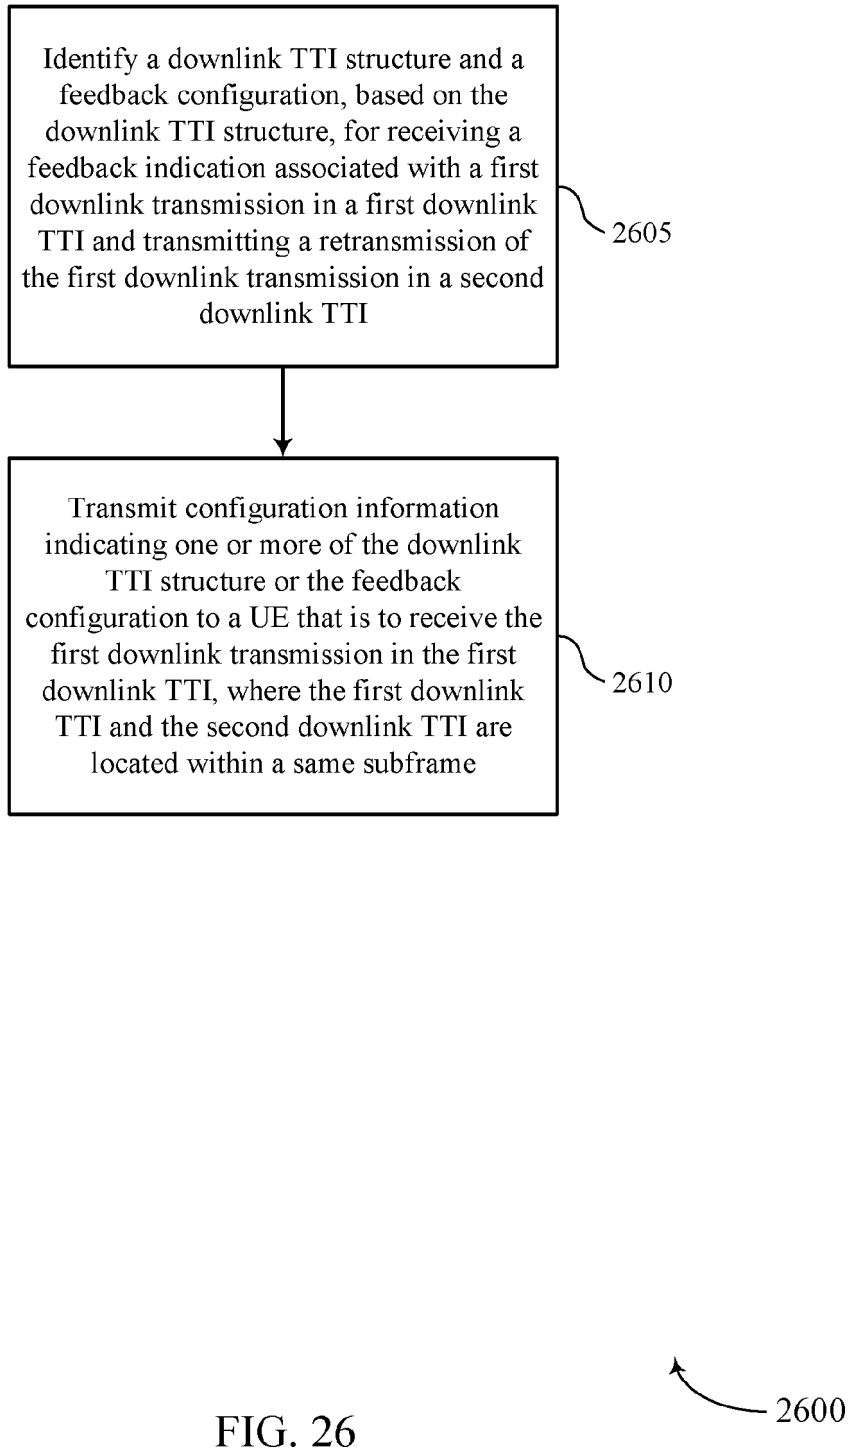 Identify a downlink TTI structure and a
feedback configuration, based on the
downlink TTI structure, for receiving a
feedback indication associated with a first
downlink transmission in a first downlink
TTI and transmitting a retransmission of
the first downlink transmission in a second
downlink TTI
2605
Transmit configuration information
indicating one or more of the downlink
TTI structure or the feedback
configuration to a UE that is to receive the
first downlink transmission in the first
downlink TTI, where the first downlink
TTI and the second downlink TTI are
located within a same subframe
2610
2600
FIG. 26